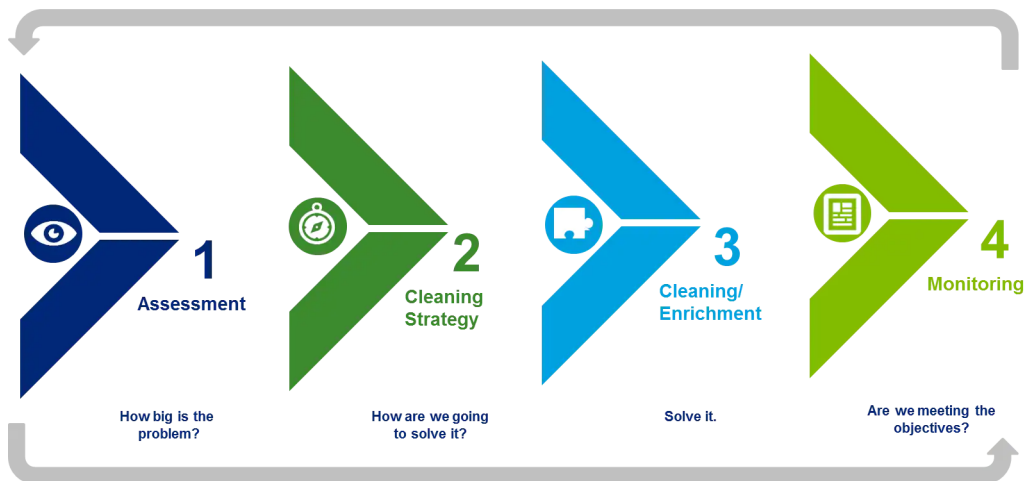 1
Assessment
How big is the
problem?
2
Cleaning
Strategy
How are we going
to solve it?
3
Cleaning/
Enrichment
Solve it.
4
Monitoring
Are we meeting the
objectives?